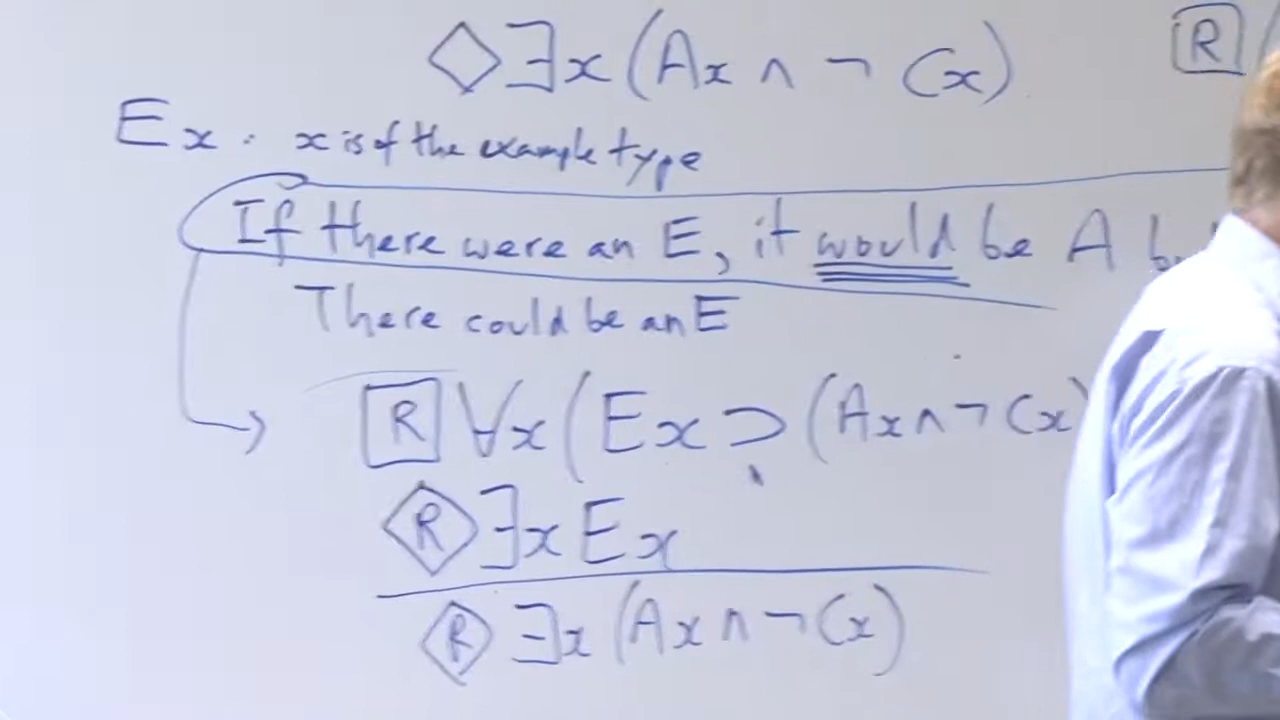 ◇∃x(Ax ∧ ¬Cx) [R]
Ex: x is of the example type
If there were an E, it would be A
There could be an E
[R] ∀x(Ex ⊃ (Ax ∧ ¬Cx)
◇R ∃x Ex
◇R ∃x (Ax ∧ ¬Cx)